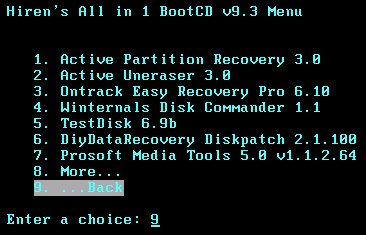 Hiren's All in 1 BootCD v9.3 Menu
1. Active Partition Recovery 3.0
2. Active Uneraser 3.0
3. Ontrack Easy Recovery Pro 6.10
4. Winternals Disk Commander 1.1
5. TestDisk 6.9b
6. DiyDataRecovery Diskpatch 2.1.100
7. Prosoft Media Tools 5.0 v1.1.2.64
8. More...
9. ...Back
Enter a choice: 9